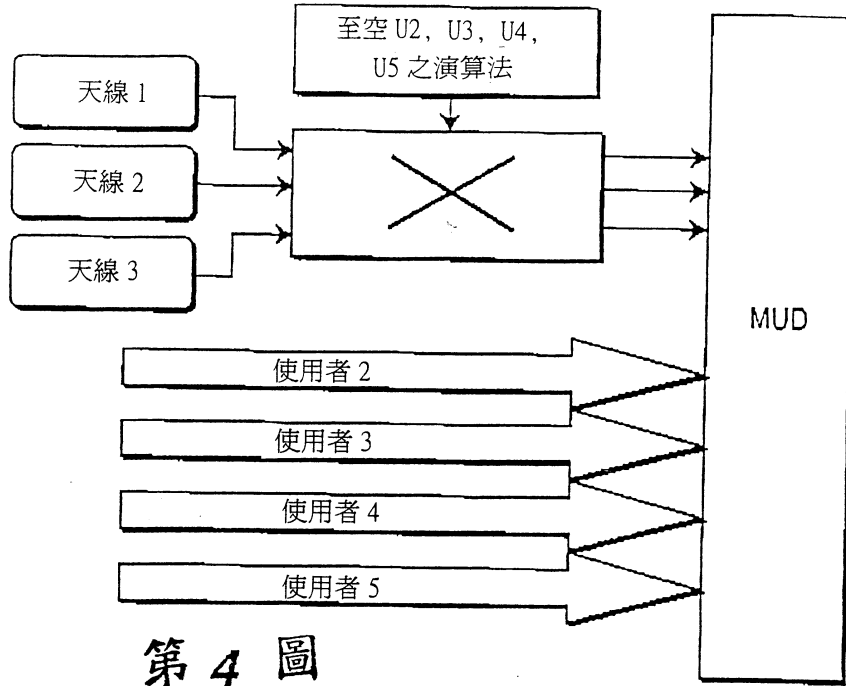 至空 U2, U3, U4,
U5 之演算法
天線 1
天線 2
天線 3
MUD
使用者 2
使用者 3
使用者 4
使用者 5
第 4 圖